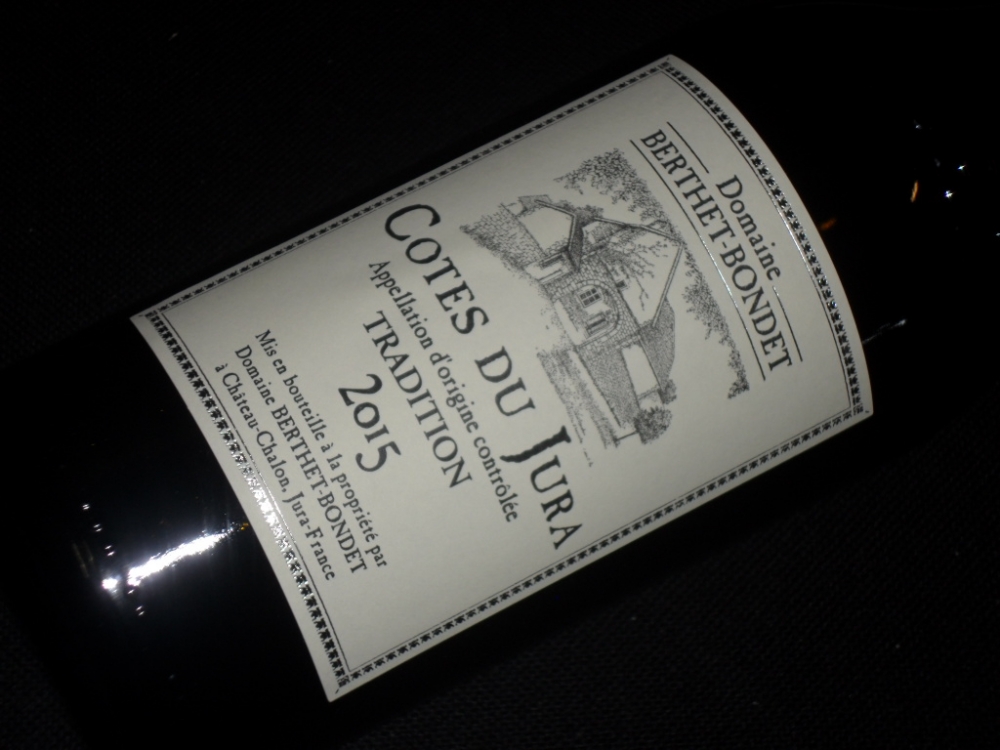 Domaine
BERTHET-BONDET
COTES DU JURA
Appellation d'origine contrôlée
TRADITION
2015
Mis en bouteille à la propriété par
Domaine BERTHET-BONDET
à Château-Chalon, Jura-France